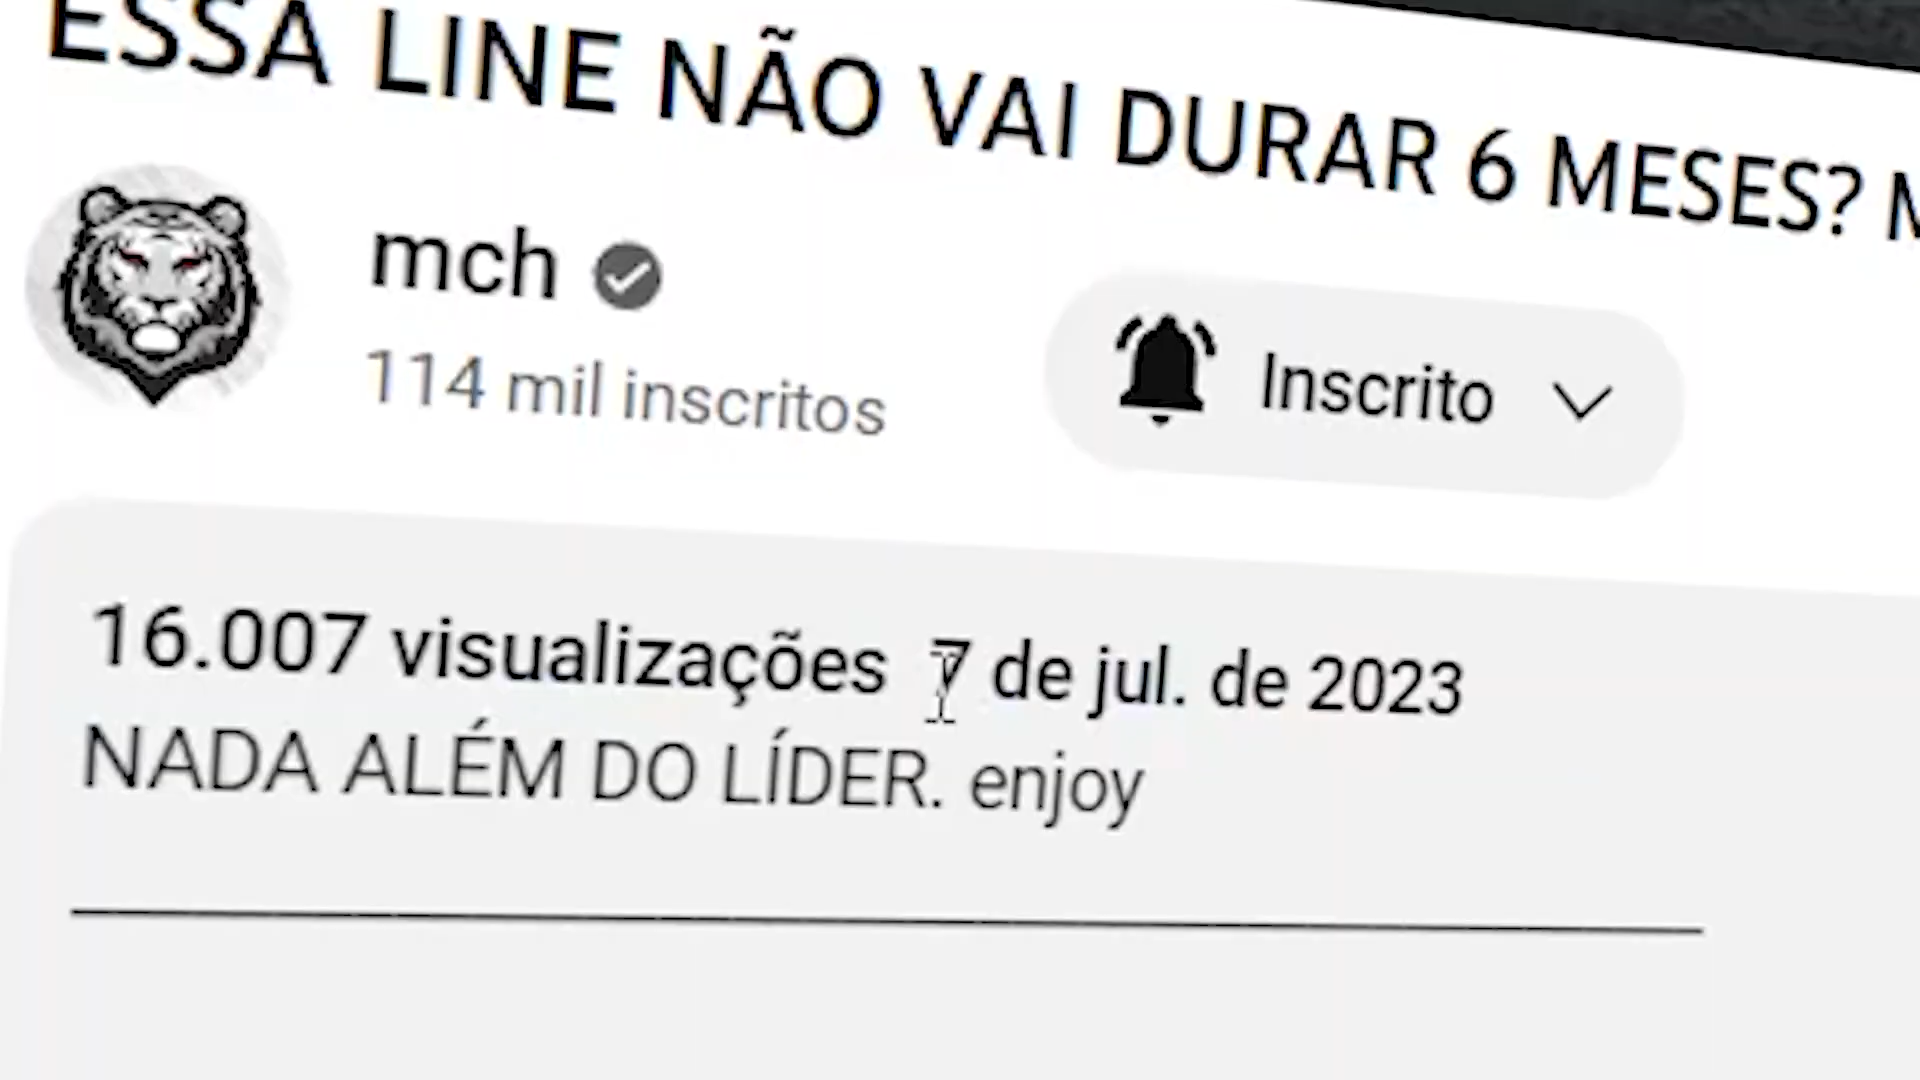 ESSA LINE NÃO VAI DURAR 6 MESES? M
mch
114 mil inscritos
Inscrito
16.007 visualizações 7 de jul. de 2023
NADA ALÉM DO LÍDER. enjoy